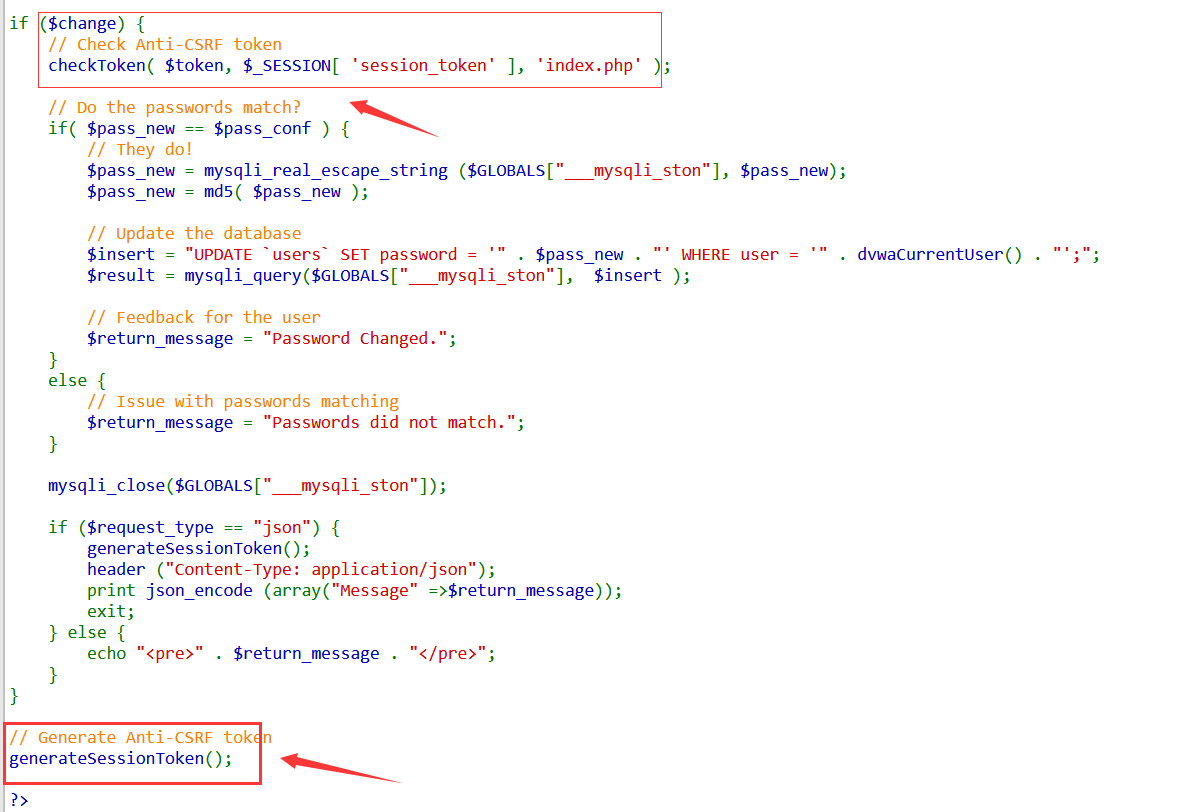 if ($change) {
    // Check Anti-CSRF token
    checkToken( $token, $_SESSION[ 'session_token' ], 'index.php' );

    // Do the passwords match?
    if( $pass_new == $pass_conf ) {
        // They do!
        $pass_new = mysqli_real_escape_string ($GLOBALS["___mysqli_ston"], $pass_new);
        $pass_new = md5( $pass_new );

        // Update the database
        $insert = "UPDATE `users` SET password = '" . $pass_new . "' WHERE user = '" . dvwaCurrentUser() . "';";
        $result = mysqli_query($GLOBALS["___mysqli_ston"],  $insert );

        // Feedback for the user
        $return_message = "Password Changed.";
    }
    else {
        // Issue with passwords matching
        $return_message = "Passwords did not match.";
    }

    mysqli_close($GLOBALS["___mysqli_ston"]);

    if ($request_type == "json") {
        generateSessionToken();
        header ("Content-Type: application/json");
        print json_encode (array("Message" =>$return_message));
        exit;
    } else {
        echo "<pre>" . $return_message . "</pre>";
    }
}

// Generate Anti-CSRF token
generateSessionToken();

?>